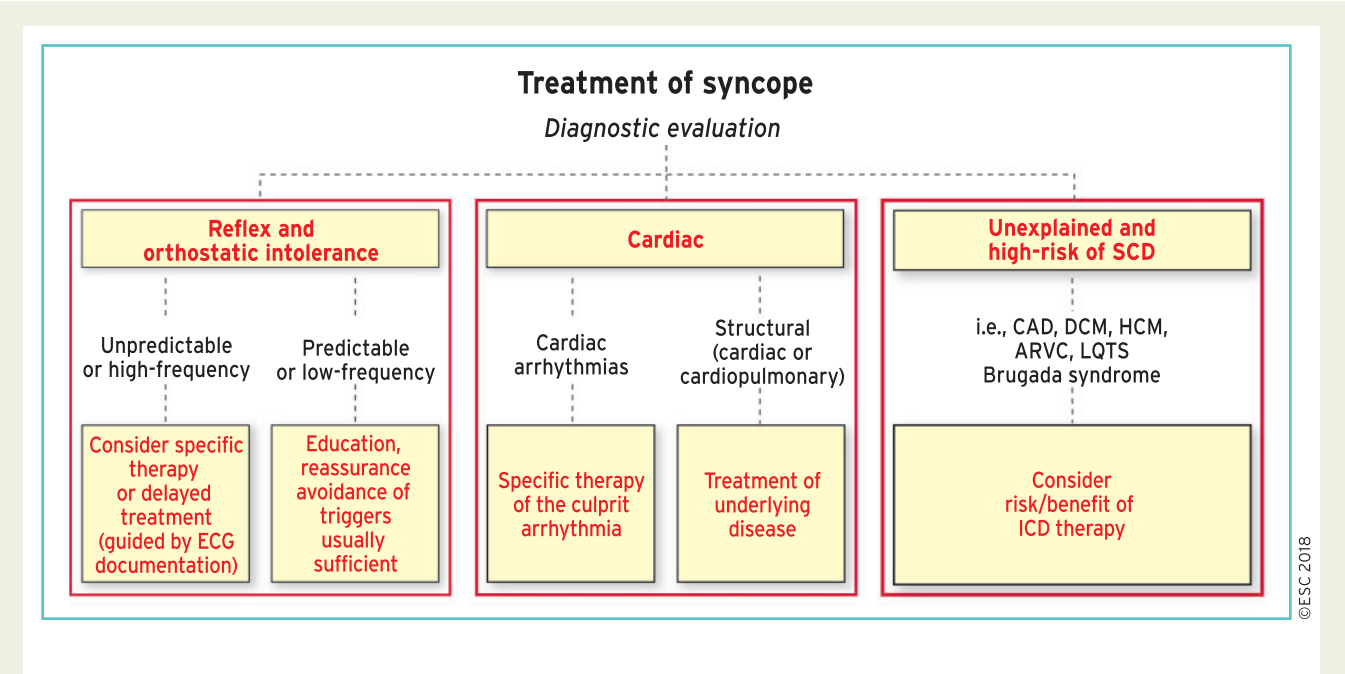 Treatment of syncope
Diagnostic evaluation
Reflex and
orthostatic intolerance
Unpredictable
or high-frequency
Consider specific
therapy
or delayed
treatment
(guided by ECG
documentation)
Predictable
or low-frequency
Education,
reassurance
avoidance of
triggers
usually
sufficient
Cardiac
Cardiac
arrhythmias
Specific therapy
of the culprit
arrhythmia
Structural
(cardiac or
cardiopulmonary)
Treatment of
underlying
disease
Unexplained and
high-risk of SCD
i.e., CAD, DCM, HCM,
ARVC, LQTS
Brugada syndrome
Consider
risk/benefit of
ICD therapy
©ESC 2018